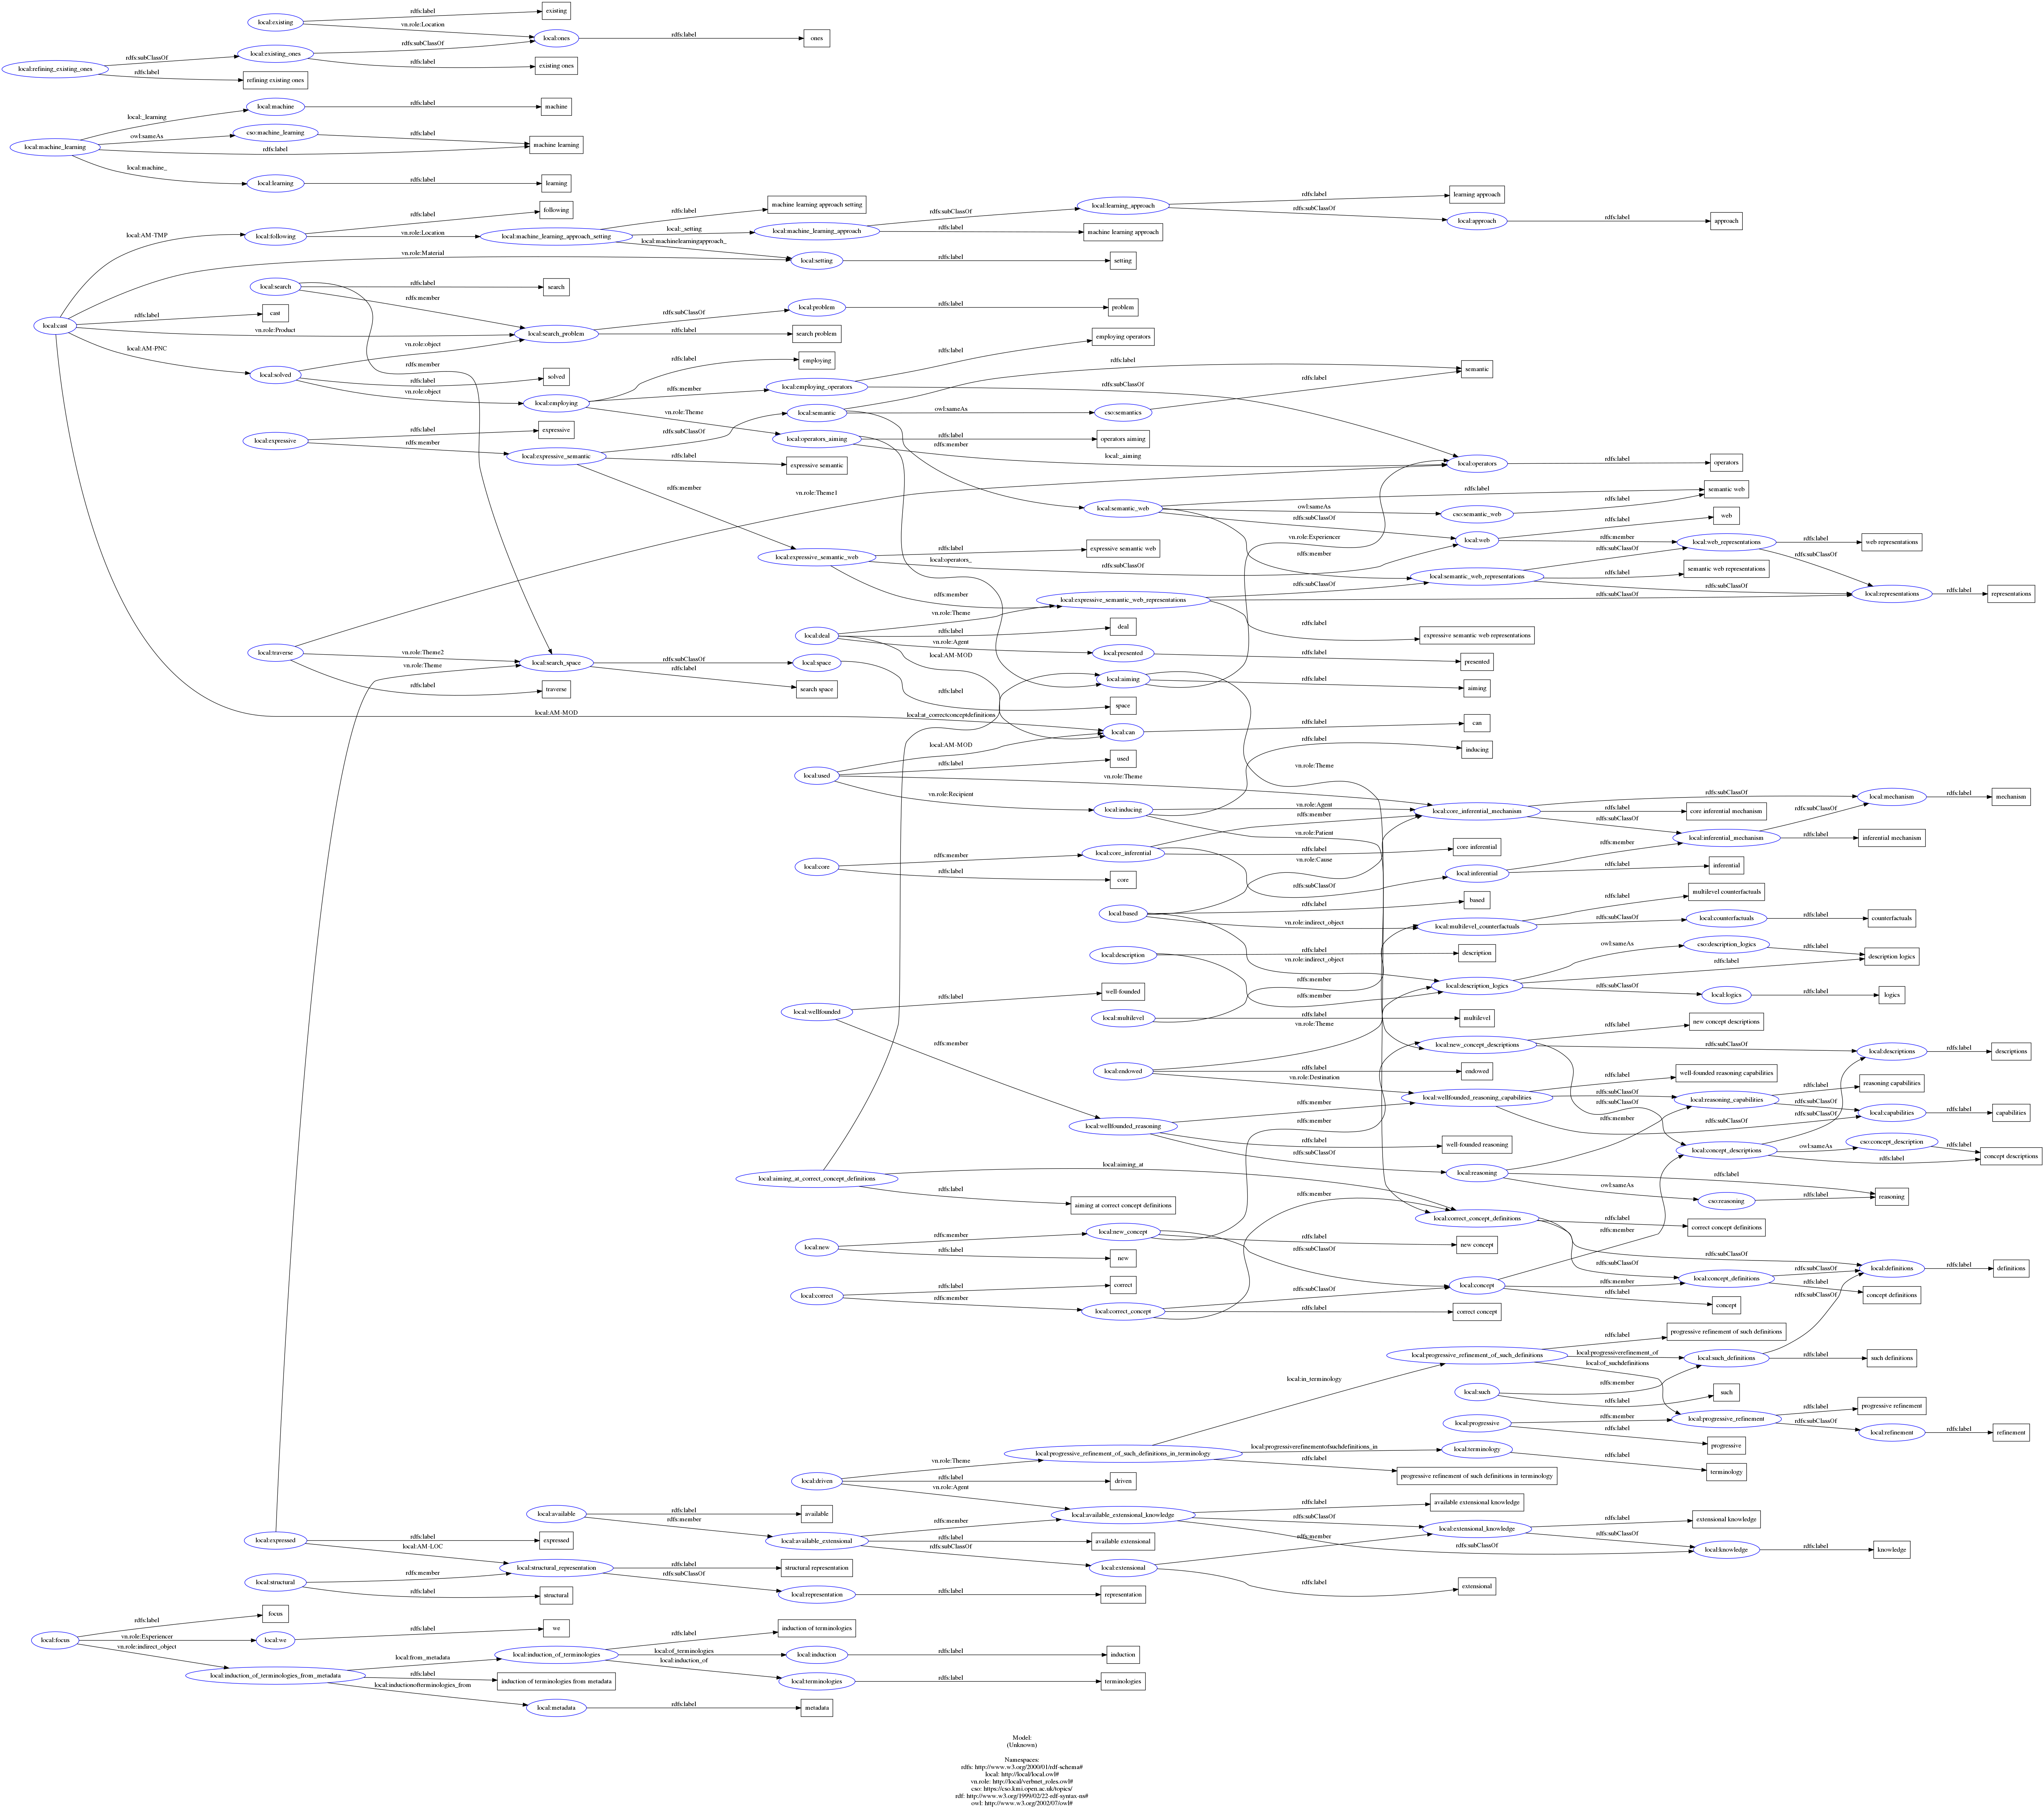 rdfs:label
existing
local:existing
vn.role:Location
local:ones
rdfs:label
ones
rdfs:subClassOf
local:existing_ones
rdfs:subClassOf
rdfs:label
existing ones
local:refining_existing_ones
rdfs:label
refining existing ones
local:_learning
local:machine
rdfs:label
machine
owl:sameAs
cso:machine_learning
rdfs:label
local:machine_learning
rdfs:label
machine learning
local:machine_
local:learning
rdfs:label
learning
rdfs:label
following
local:AM-TMP
local:following
vn.role:Location
local:machine_learning_approach_setting
rdfs:label
machine learning approach setting
local:_setting
local:machine_learning_approach
rdfs:subClassOf
local:learning_approach
rdfs:label
learning approach
rdfs:subClassOf
local:approach
rdfs:label
approach
rdfs:label
machine learning approach
local:machinelearningapproach_
vn.role:Material
local:setting
rdfs:label
setting
local:search
rdfs:label
search
rdfs:member
local:cast
rdfs:label
cast
vn.role:Product
local:search_problem
rdfs:subClassOf
local:problem
rdfs:label
problem
rdfs:label
search problem
local:AM-PNC
local:solved
vn.role:object
rdfs:label
solved
vn.role:object
rdfs:member
local:employing
rdfs:label
employing
rdfs:member
local:employing_operators
rdfs:label
employing operators
rdfs:subClassOf
vn.role:Theme
local:operators_aiming
rdfs:label
operators aiming
rdfs:member
local:_aiming
local:operators
rdfs:label
operators
local:expressive
rdfs:label
expressive
rdfs:member
local:expressive_semantic
rdfs:subClassOf
rdfs:label
expressive semantic
rdfs:member
local:semantic
rdfs:label
semantic
owl:sameAs
cso:semantics
rdfs:label
vn.role:Theme1
local:semantic_web
rdfs:label
semantic web
owl:sameAs
cso:semantic_web
rdfs:label
rdfs:subClassOf
local:web
rdfs:label
web
rdfs:member
local:web_representations
rdfs:label
web representations
rdfs:subClassOf
rdfs:subClassOf
vn.role:Experiencer
rdfs:member
local:expressive_semantic_web
rdfs:label
expressive semantic web
rdfs:subClassOf
local:operators_
rdfs:member
local:semantic_web_representations
rdfs:label
semantic web representations
rdfs:subClassOf
local:representations
rdfs:label
representations
local:expressive_semantic_web_representations
rdfs:subClassOf
rdfs:subClassOf
rdfs:label
expressive semantic web representations
local:deal
vn.role:Theme
rdfs:label
deal
vn.role:Agent
local:presented
rdfs:label
presented
local:AM-MOD
local:traverse
vn.role:Theme2
vn.role:Theme
rdfs:label
traverse
local:search_space
rdfs:subClassOf
local:space
rdfs:label
space
rdfs:label
search space
local:aiming
rdfs:label
aiming
local:AM-MOD
local:at_correctconceptdefinitions
local:can
rdfs:label
can
local:AM-MOD
local:used
rdfs:label
used
vn.role:Theme
vn.role:Recipient
local:inducing
rdfs:label
inducing
vn.role:Theme
vn.role:Agent
rdfs:member
vn.role:Patient
vn.role:Cause
local:core_inferential_mechanism
rdfs:subClassOf
local:mechanism
rdfs:label
mechanism
rdfs:label
core inferential mechanism
rdfs:subClassOf
rdfs:subClassOf
local:inferential_mechanism
rdfs:label
inferential mechanism
local:core
rdfs:member
local:core_inferential
rdfs:label
core inferential
rdfs:label
core
rdfs:subClassOf
local:inferential
rdfs:member
rdfs:label
inferential
local:based
rdfs:label
based
vn.role:indirect_object
local:multilevel_counterfactuals
rdfs:label
multilevel counterfactuals
rdfs:subClassOf
local:counterfactuals
rdfs:label
counterfactuals
local:description
rdfs:label
description
vn.role:indirect_object
rdfs:member
rdfs:member
local:description_logics
owl:sameAs
cso:description_logics
rdfs:label
description logics
rdfs:label
rdfs:subClassOf
local:logics
rdfs:label
logics
local:wellfounded
rdfs:label
well-founded
rdfs:member
local:multilevel
rdfs:label
multilevel
vn.role:Theme
local:new_concept_descriptions
rdfs:label
new concept descriptions
rdfs:subClassOf
local:descriptions
rdfs:label
descriptions
local:endowed
rdfs:label
endowed
vn.role:Destination
local:wellfounded_reasoning_capabilities
rdfs:label
well-founded reasoning capabilities
rdfs:subClassOf
rdfs:subClassOf
local:reasoning_capabilities
rdfs:label
reasoning capabilities
rdfs:subClassOf
rdfs:subClassOf
local:capabilities
rdfs:label
capabilities
local:wellfounded_reasoning
rdfs:member
rdfs:member
rdfs:label
well-founded reasoning
rdfs:subClassOf
rdfs:member
local:concept_descriptions
owl:sameAs
cso:concept_description
rdfs:label
concept descriptions
rdfs:label
local:reasoning
rdfs:label
reasoning
owl:sameAs
cso:reasoning
rdfs:label
local:aiming_at_correct_concept_definitions
local:aiming_at
rdfs:label
aiming at correct concept definitions
rdfs:member
local:correct_concept_definitions
rdfs:label
correct concept definitions
rdfs:member
rdfs:subClassOf
rdfs:subClassOf
local:new
rdfs:member
local:new_concept
rdfs:label
new concept
rdfs:label
new
rdfs:subClassOf
local:correct
rdfs:label
correct
rdfs:member
local:correct_concept
rdfs:subClassOf
rdfs:label
correct concept
local:concept
rdfs:member
rdfs:label
concept
local:concept_definitions
rdfs:subClassOf
rdfs:label
concept definitions
local:definitions
rdfs:label
definitions
rdfs:subClassOf
local:progressive_refinement_of_such_definitions
rdfs:label
progressive refinement of such definitions
local:progressiverefinement_of
local:of_suchdefinitions
local:such_definitions
rdfs:label
such definitions
local:in_terminology
local:such
rdfs:member
rdfs:label
such
local:progressive
rdfs:member
rdfs:label
progressive
local:progressive_refinement
rdfs:label
progressive refinement
rdfs:subClassOf
local:refinement
rdfs:label
refinement
local:progressive_refinement_of_such_definitions_in_terminology
local:progressiverefinementofsuchdefinitions_in
local:terminology
rdfs:label
terminology
rdfs:label
progressive refinement of such definitions in terminology
local:driven
vn.role:Theme
rdfs:label
driven
vn.role:Agent
local:available
rdfs:label
available
rdfs:member
local:available_extensional_knowledge
rdfs:label
available extensional knowledge
rdfs:subClassOf
local:extensional_knowledge
rdfs:label
extensional knowledge
rdfs:subClassOf
rdfs:member
rdfs:subClassOf
local:knowledge
rdfs:label
knowledge
local:available_extensional
rdfs:member
rdfs:label
available extensional
rdfs:subClassOf
local:extensional
rdfs:label
extensional
local:expressed
rdfs:label
expressed
local:AM-LOC
local:structural_representation
rdfs:label
structural representation
rdfs:subClassOf
local:representation
rdfs:label
representation
local:structural
rdfs:member
rdfs:label
structural
rdfs:label
focus
local:focus
vn.role:Experiencer
local:we
rdfs:label
we
vn.role:indirect_object
local:induction_of_terminologies_from_metadata
local:from_metadata
local:induction_of_terminologies
rdfs:label
induction of terminologies
local:of_terminologies
local:induction
rdfs:label
induction
local:induction_of
local:terminologies
rdfs:label
terminologies
rdfs:label
induction of terminologies from metadata
local:inductionofterminologies_from
local:metadata
rdfs:label
metadata
Model:
(Unknown)
Namespaces:
rdfs: http://www.w3.org/2000/01/rdf-schema#
local: http://local/local.owl#
vn.role: http://local/verbnet_roles.owl#
cso: https://cso.kmi.open.ac.uk/topics/
rdf: http://www.w3.org/1999/02/22-rdf-syntax-ns#
owl: http://www.w3.org/2002/07/owl#